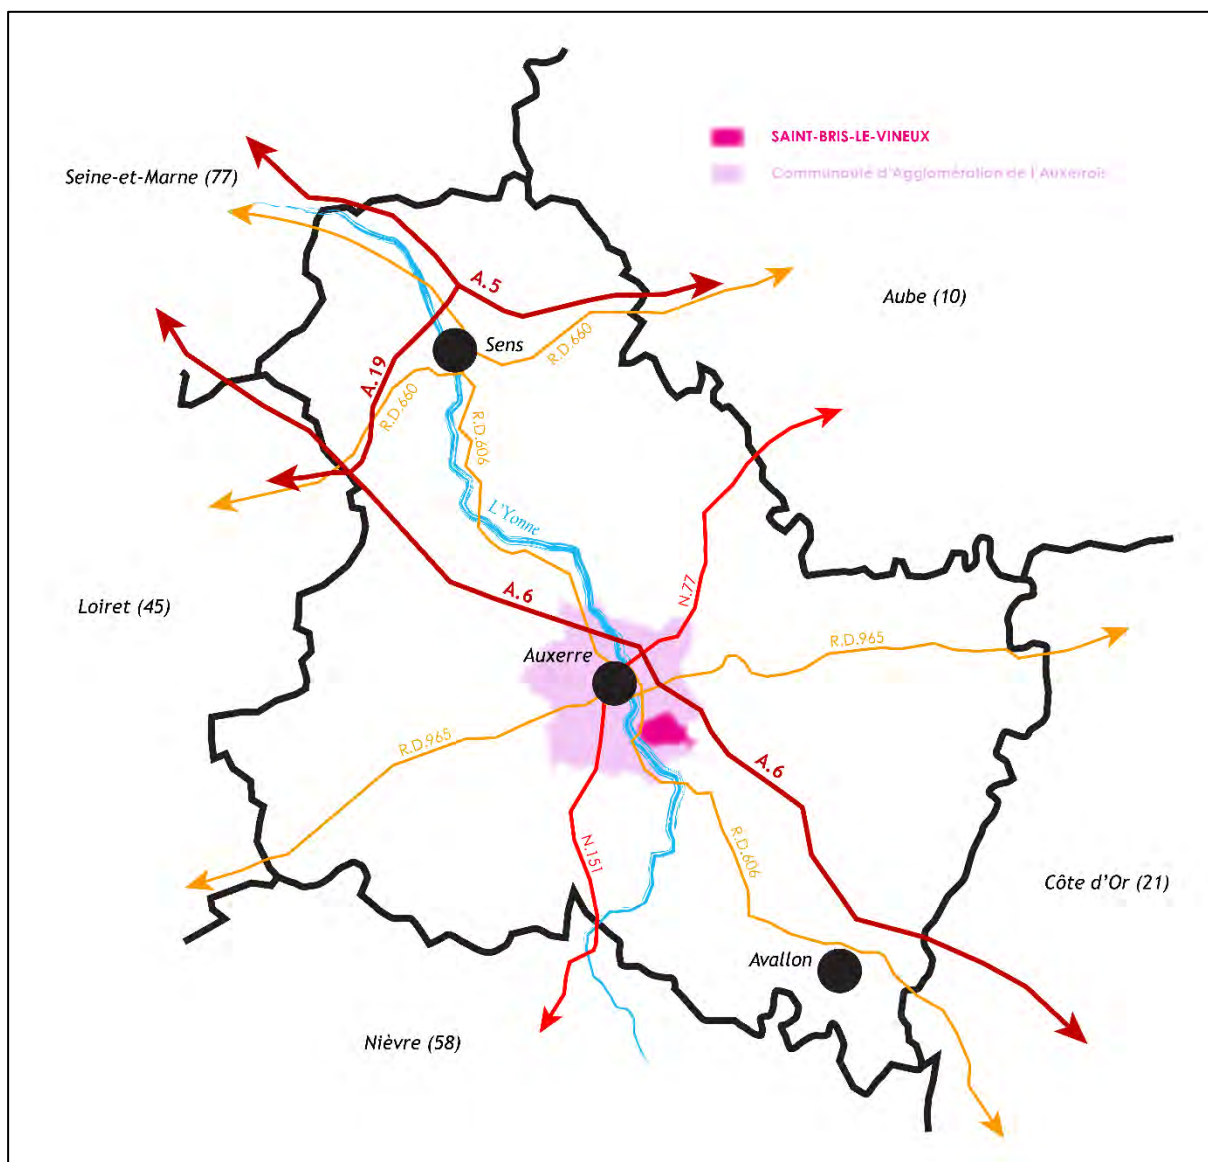 SAINT-BRIS-LE-VINEUX
Seine-et-Marne (77)
Communauté d'Agglomération de l'Auxerrois
A.5
Aube (10)
R.D.660
Sens
A.19
R.D.660
R.D.606
L'Yonne
N.77
A.6
Loiret (45)
R.D.965
Auxerre
R.D.965
A.6
N.151
R.D.606
Côte d'Or (21)
Avallon
Nièvre (58)